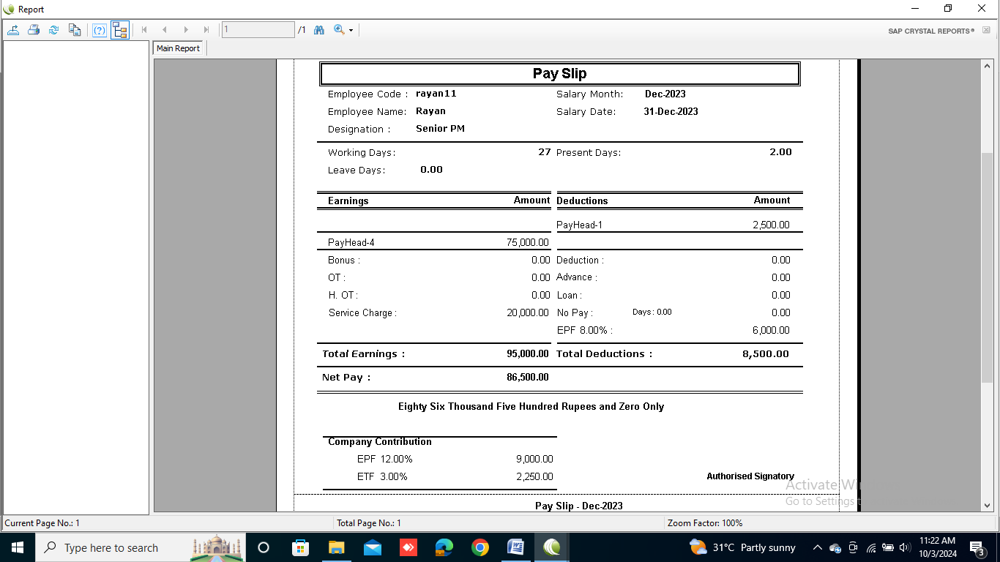 Report
1 /1
SAP CRYSTAL REPORTS®
Main Report
Pay Slip
Employee Code : rayan11 Salary Month: Dec-2023
Employee Name: Rayan Salary Date: 31-Dec-2023
Designation : Senior PM
Working Days: 27 Present Days: 2.00
Leave Days: 0.00
Earnings Amount Deductions Amount
PayHead-1 2,500.00
PayHead-4 75,000.00
Bonus : 0.00 Deduction : 0.00
OT : 0.00 Advance : 0.00
H. OT : 0.00 Loan : 0.00
Service Charge : 20,000.00 No Pay : Days : 0.00 0.00
EPF 8.00% : 6,000.00
Total Earnings : 95,000.00 Total Deductions : 8,500.00
Net Pay : 86,500.00
Eighty Six Thousand Five Hundred Rupees and Zero Only
Company Contribution
EPF 12.00% 9,000.00
ETF 3.00% 2,250.00
Authorised Signatory
Activate Wi
Go to Settings t
Pay Slip - Dec-2023
Current Page No.: 1 Total Page No.: 1 Zoom Factor: 100%
Type here to search
31°C Partly sunny
11:22 AM
10/3/2024
3